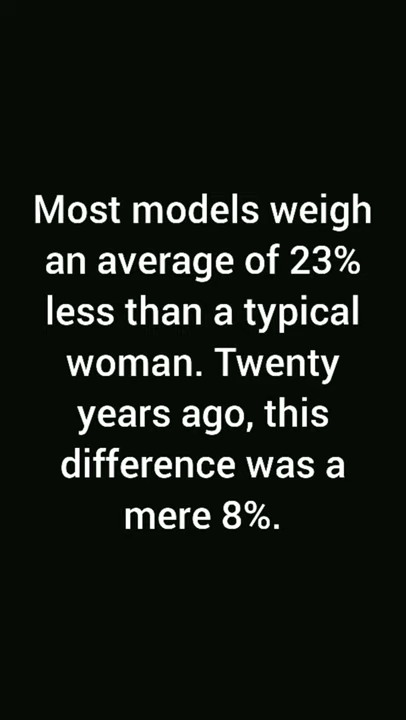 Most models weigh
an average of 23%
less than a typical
woman. Twenty
years ago, this
difference was a
mere 8%.